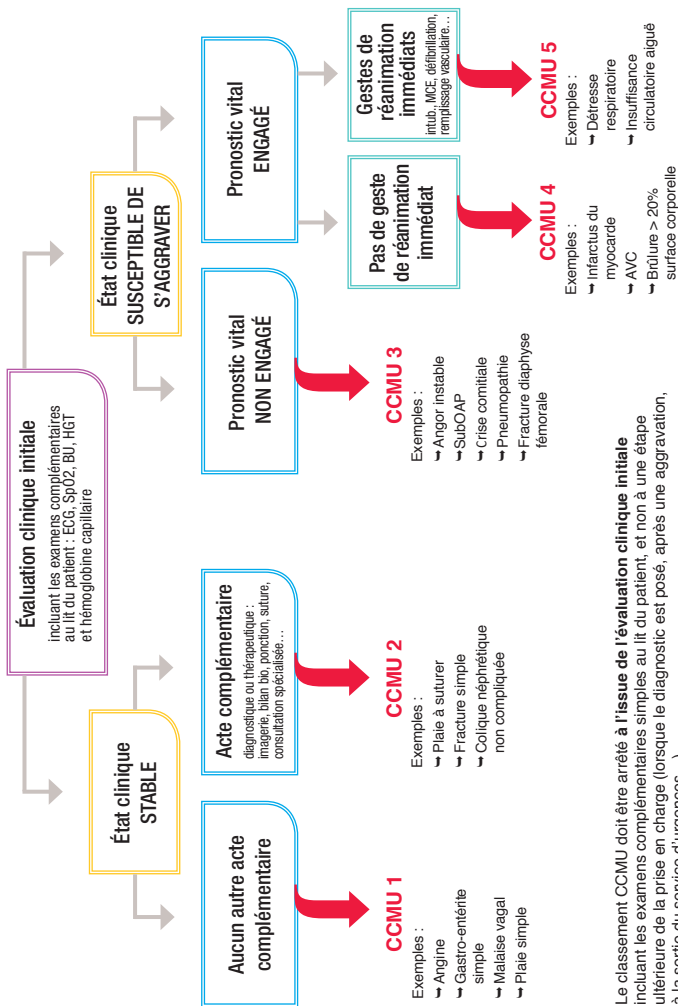 Évaluation clinique initiale
incluant les examens complémentaires
au lit du patient : ECG, SpO2, BU, HGT
et hémoglobine capillaire
État clinique
STABLE
État clinique
SUSCEPTIBLE DE
S'AGGRAVER
Aucun autre acte
complémentaire
Acte complémentaire
diagnostique ou thérapeutique :
imagerie, bilan bio, ponction, suture,
consultation spécialisée…
Pronostic vital
NON ENGAGÉ
Pronostic vital
ENGAGÉ
Pas de geste
de réanimation
immédiat
Gestes de
réanimation
immédiats
intub., MCE, défibrillation,
remplissage vasculaire…
CCMU 1
Exemples :
➥ Angine
➥ Gastro-entérite
simple
➥ Malaise vagal
➥ Plaie simple
CCMU 2
Exemples :
➥ Plaie à suturer
➥ Fracture simple
➥ Colique néphrétique
non compliquée
CCMU 3
Exemples :
➥ Angor instable
➥ SubOAP
➥ Crise comitiale
➥ Pneumopathie
➥ Fracture diaphyse
fémorale
CCMU 4
Exemples :
➥ Infarctus du
myocarde
➥ AVC
➥ Brûlure > 20%
surface corporelle
CCMU 5
Exemples :
➥ Détresse
respiratoire
➥ Insuffisance
circulatoire aiguë
Le classement CCMU doit être arrêté à l'issue de l'évaluation clinique initiale
incluant les examens complémentaires simples au lit du patient, et non à une étape
ultérieure de la prise en charge (lorsque le diagnostic est posé, après une aggravation,
à la sortie du service d'urgences…)